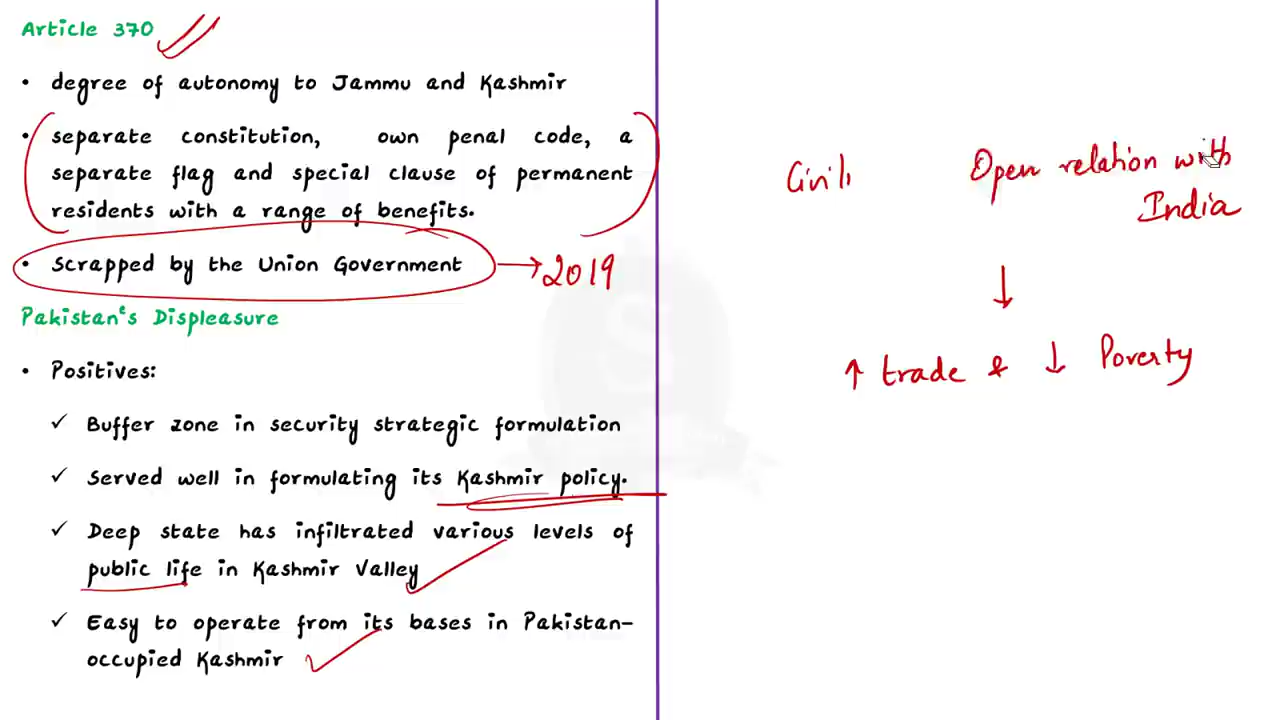 Article 370
• degree of autonomy to Jammu and Kashmir
• separate constitution, own penal code, a
separate flag and special clause of permanent
residents with a range of benefits.
• Scrapped by the Union Government → 2019
Pakistan's Displeasure
• Positives:
✓ Buffer zone in security strategic formulation
✓ Served well in formulating its Kashmir policy.
✓ Deep state has infiltrated various levels of
public life in Kashmir Valley
✓ Easy to operate from its bases in Pakistan-
occupied Kashmir
Open relation with
India
↓
↑ trade & ↓ Poverty